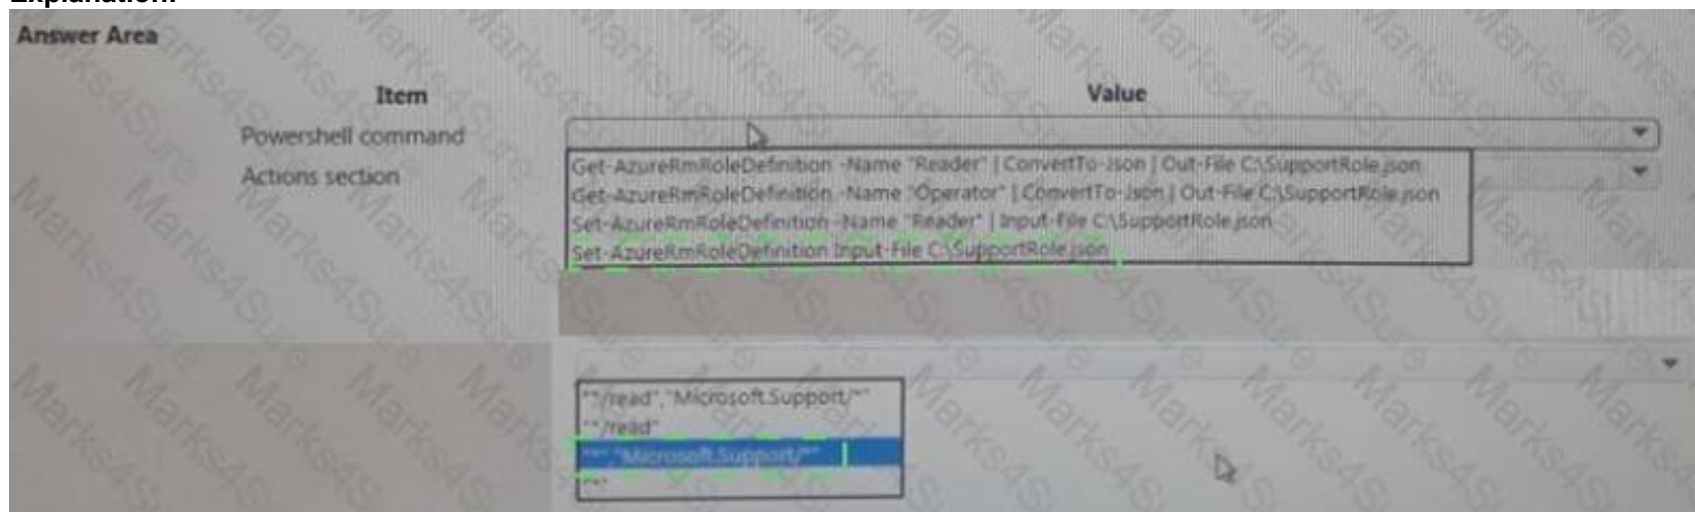 Explanation:
Answer Area
Item Value
Powershell command
Get-AzureRmRoleDefinition -Name "Reader" | ConvertTo-Json | Out-File C:\SupportRole.json
Actions section
Get-AzureRmRoleDefinition -Name "Operator" | ConvertTo-Json | Out-File C:\SupportRole.json
Set-AzureRmRoleDefinition -Name "Reader" | Input-File C:\SupportRole.json
Set-AzureRmRoleDefinition Input-File C:\SupportRole.json
"*/read","Microsoft.Support/*"
"*/read"
"*","Microsoft.Support/*"
"*"
Marks4Sure